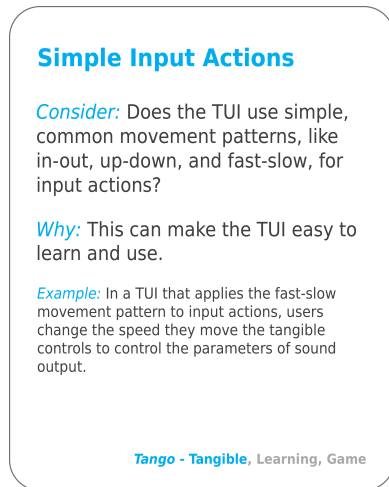 Simple Input Actions
Consider: Does the TUI use simple,
common movement patterns, like
in-out, up-down, and fast-slow, for
input actions?
Why: This can make the TUI easy to
learn and use.
Example: In a TUI that applies the fast-slow
movement pattern to input actions, users
change the speed they move the tangible
controls to control the parameters of sound
output.
Tango - Tangible, Learning, Game